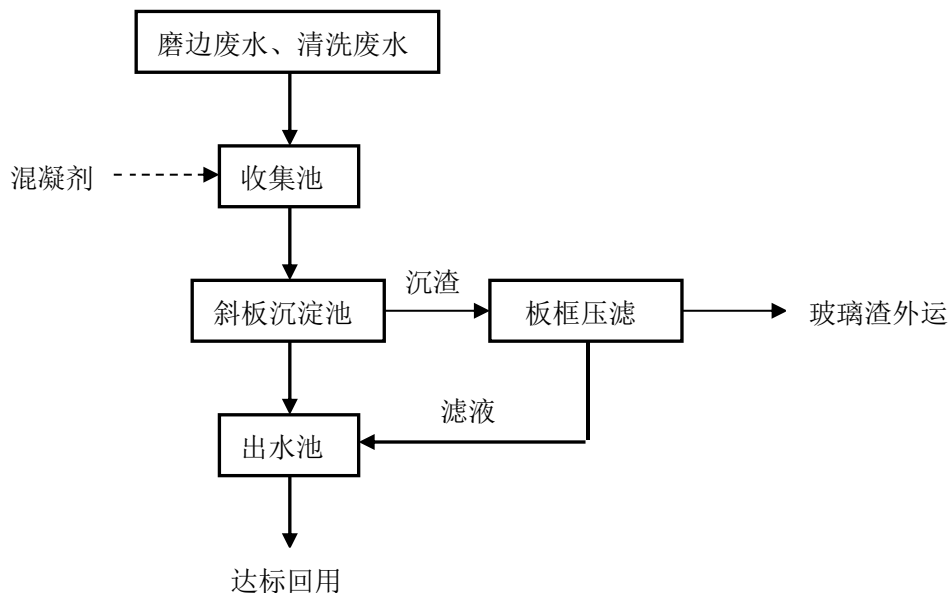 磨边废水、清洗废水
混凝剂
收集池
沉渣
斜板沉淀池
板框压滤
玻璃渣外运
滤液
出水池
达标回用